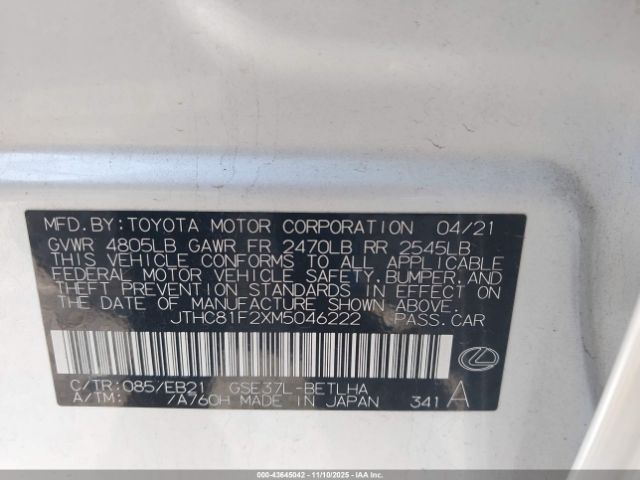 MFD.BY:TOYOTA MOTOR CORPORATION 04/21
GVWR 4805LB GAWR FR 2470LB RR 2545LB
THIS VEHICLE CONFORMS TO ALL APPLICABLE
FEDERAL MOTOR VEHICLE SAFETY, BUMPER, AND
THEFT PREVENTION STANDARDS IN EFFECT ON
THE DATE OF MANUFACTURE SHOWN ABOVE.
JTHC81F2XM5046222 PASS.CAR
C/TR:085/EB21 GSE37L-BETLHA
A/TM: /A760H MADE IN JAPAN 341 A
000-43645042 - 11/10/2025 - IAAI.CA